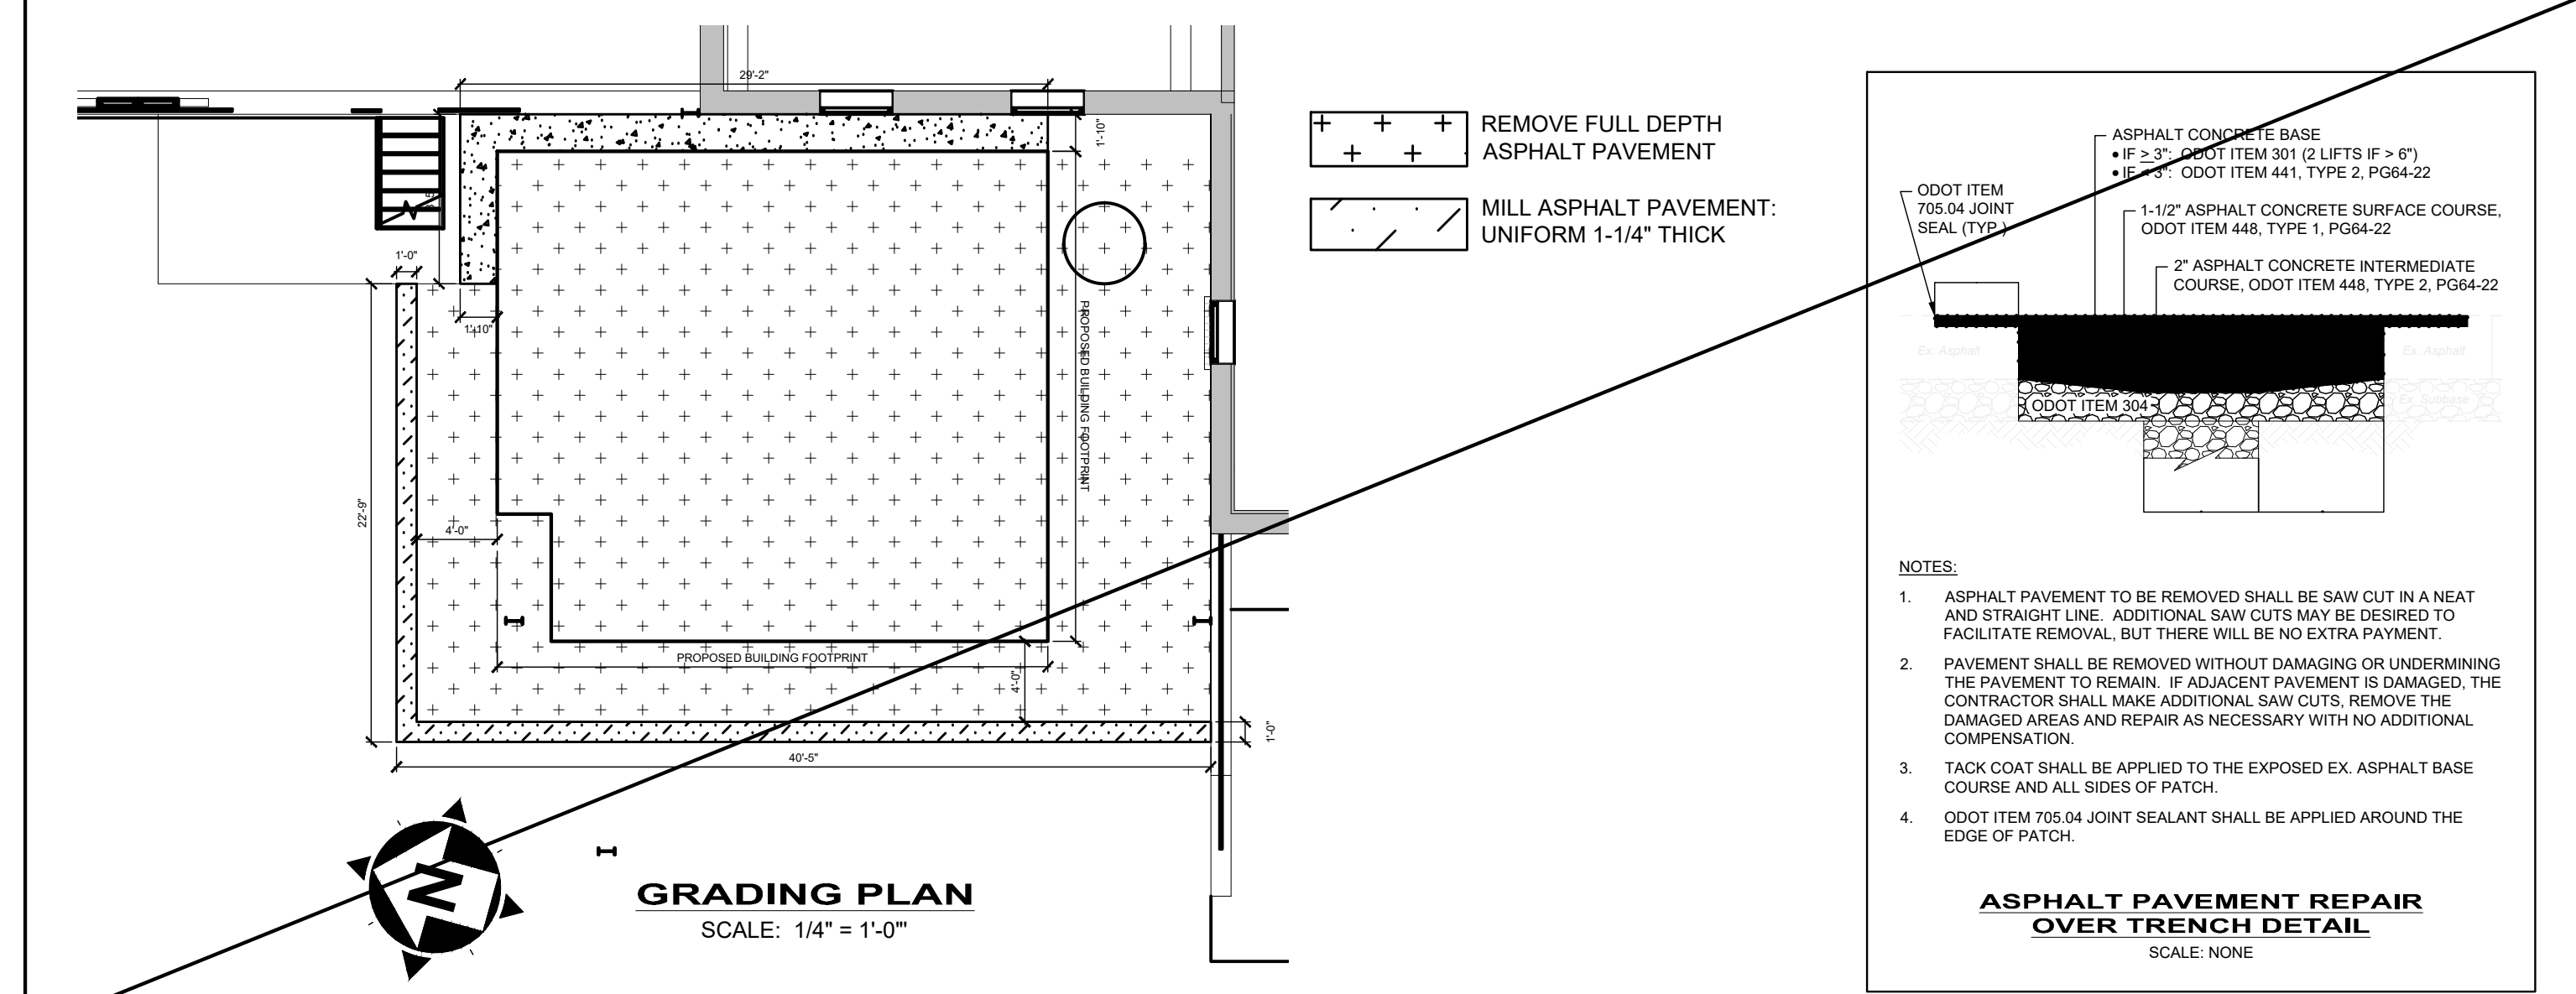 29'-2"
1'-10"
1'-0"
1'-10"
PROPOSED BUILDING FOOTPRINT
22'-9"
4'-0"
PROPOSED BUILDING FOOTPRINT
4'-0"
1'-0"
40'-5"
N
GRADING PLAN
SCALE: 1/4" = 1'-0"'
REMOVE FULL DEPTH
ASPHALT PAVEMENT
MILL ASPHALT PAVEMENT:
UNIFORM 1-1/4" THICK
ASPHALT CONCRETE BASE
• IF ≥ 3": ODOT ITEM 301 (2 LIFTS IF > 6")
• IF < 3": ODOT ITEM 441, TYPE 2, PG64-22
ODOT ITEM
705.04 JOINT
SEAL (TYP.)
1-1/2" ASPHALT CONCRETE SURFACE COURSE,
ODOT ITEM 448, TYPE 1, PG64-22
2" ASPHALT CONCRETE INTERMEDIATE
COURSE, ODOT ITEM 448, TYPE 2, PG64-22
Ex. Asphalt
Ex. Asphalt
ODOT ITEM 304
Ex. Subbase
NOTES:
1. ASPHALT PAVEMENT TO BE REMOVED SHALL BE SAW CUT IN A NEAT
AND STRAIGHT LINE. ADDITIONAL SAW CUTS MAY BE DESIRED TO
FACILITATE REMOVAL, BUT THERE WILL BE NO EXTRA PAYMENT.
2. PAVEMENT SHALL BE REMOVED WITHOUT DAMAGING OR UNDERMINING
THE PAVEMENT TO REMAIN. IF ADJACENT PAVEMENT IS DAMAGED, THE
CONTRACTOR SHALL MAKE ADDITIONAL SAW CUTS, REMOVE THE
DAMAGED AREAS AND REPAIR AS NECESSARY WITH NO ADDITIONAL
COMPENSATION.
3. TACK COAT SHALL BE APPLIED TO THE EXPOSED EX. ASPHALT BASE
COURSE AND ALL SIDES OF PATCH.
4. ODOT ITEM 705.04 JOINT SEALANT SHALL BE APPLIED AROUND THE
EDGE OF PATCH.
ASPHALT PAVEMENT REPAIR
OVER TRENCH DETAIL
SCALE: NONE